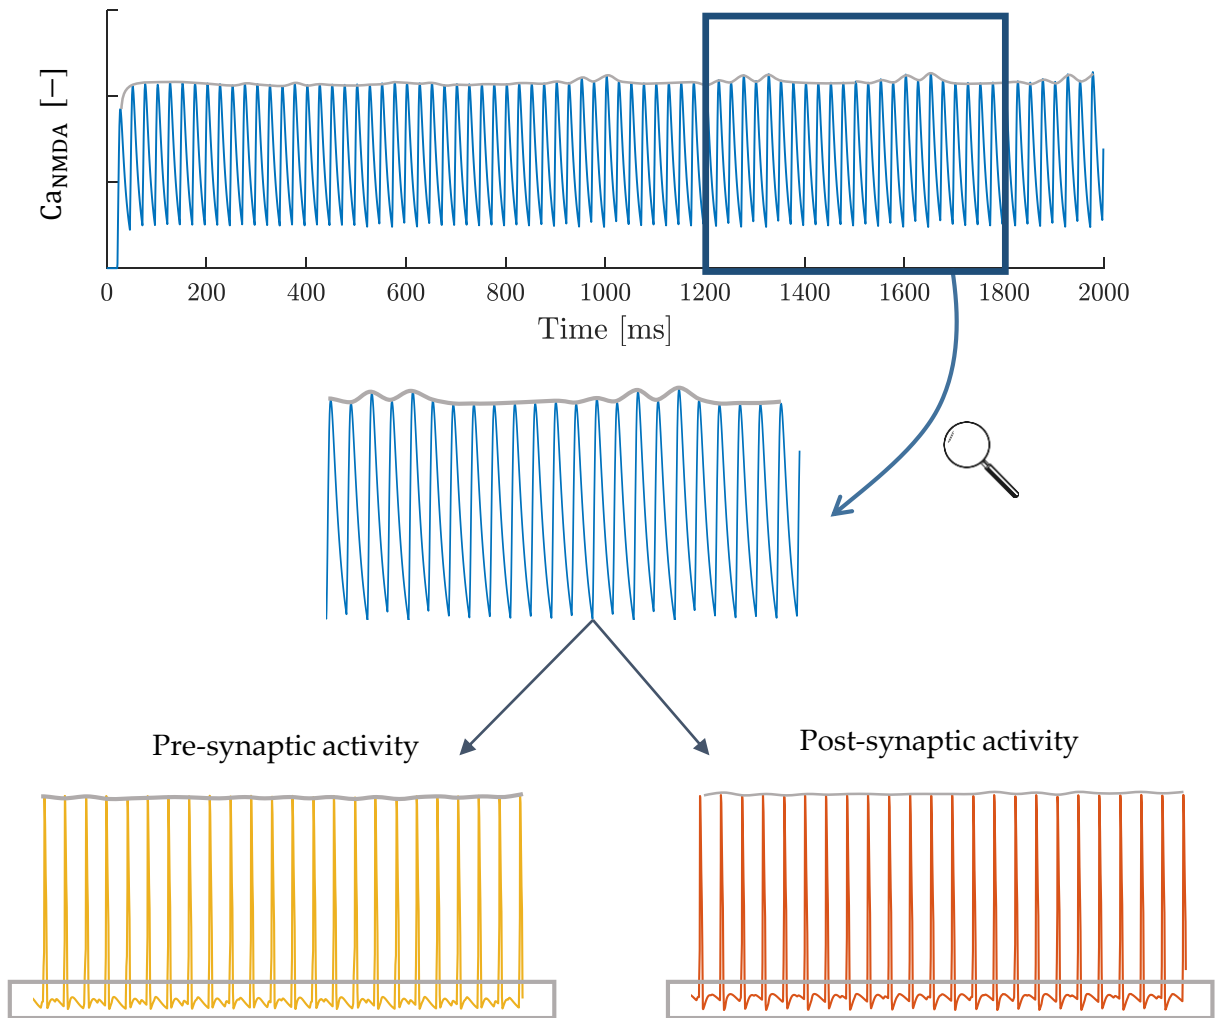 Ca_NMDA [−]
0 200 400 600 800 1000 1200 1400 1600 1800 2000
Time [ms]
Pre-synaptic activity
Post-synaptic activity